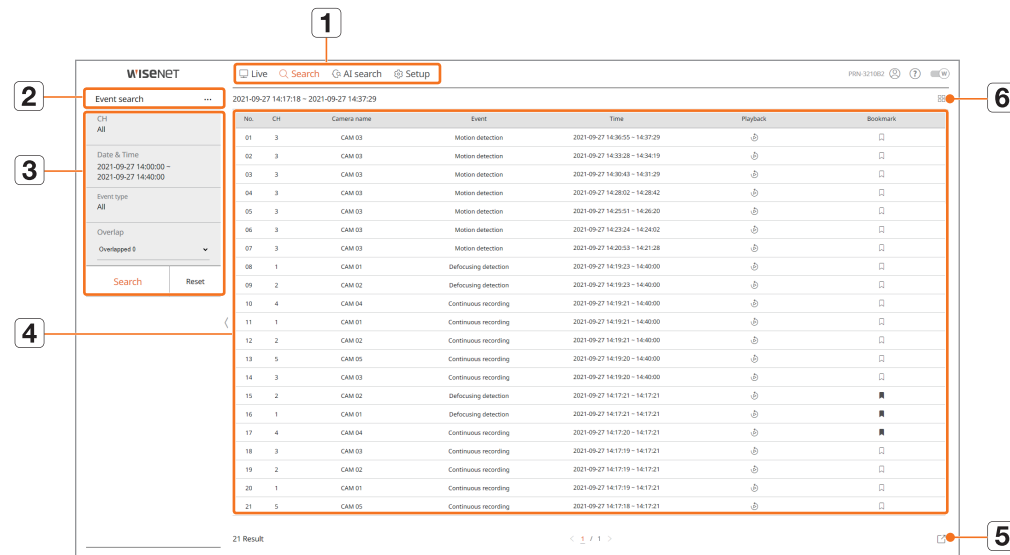 1
WISENET
Live Search AI search Setup
PRN-3210B2 ? W
2
Event search ...
2021-09-27 14:17:18 ~ 2021-09-27 14:37:29
6
3
CH
All
Date & Time
2021-09-27 14:00:00 ~
2021-09-27 14:40:00
Event type
All
Overlap
Overlapped 0
Search Reset
4
No. CH Camera name Event Time Playback Bookmark
01 3 CAM 03 Motion detection 2021-09-27 14:36:55 ~ 14:37:29
02 3 CAM 03 Motion detection 2021-09-27 14:33:28 ~ 14:34:19
03 3 CAM 03 Motion detection 2021-09-27 14:30:43 ~ 14:31:29
04 3 CAM 03 Motion detection 2021-09-27 14:28:02 ~ 14:28:42
05 3 CAM 03 Motion detection 2021-09-27 14:25:51 ~ 14:26:20
06 3 CAM 03 Motion detection 2021-09-27 14:23:24 ~ 14:24:02
07 3 CAM 03 Motion detection 2021-09-27 14:20:53 ~ 14:21:28
08 1 CAM 01 Defocusing detection 2021-09-27 14:19:23 ~ 14:40:00
09 2 CAM 02 Defocusing detection 2021-09-27 14:19:23 ~ 14:40:00
10 4 CAM 04 Continuous recording 2021-09-27 14:19:21 ~ 14:40:00
11 1 CAM 01 Continuous recording 2021-09-27 14:19:21 ~ 14:40:00
12 2 CAM 02 Continuous recording 2021-09-27 14:19:21 ~ 14:40:00
13 5 CAM 05 Continuous recording 2021-09-27 14:19:20 ~ 14:40:00
14 3 CAM 03 Continuous recording 2021-09-27 14:19:20 ~ 14:40:00
15 2 CAM 02 Defocusing detection 2021-09-27 14:17:21 ~ 14:17:21
16 1 CAM 01 Defocusing detection 2021-09-27 14:17:21 ~ 14:17:21
17 4 CAM 04 Continuous recording 2021-09-27 14:17:20 ~ 14:17:21
18 3 CAM 03 Continuous recording 2021-09-27 14:17:19 ~ 14:17:21
19 2 CAM 02 Continuous recording 2021-09-27 14:17:19 ~ 14:17:21
20 1 CAM 01 Continuous recording 2021-09-27 14:17:19 ~ 14:17:21
21 5 CAM 05 Continuous recording 2021-09-27 14:17:18 ~ 14:17:21
21 Result < 1 / 1 >
5